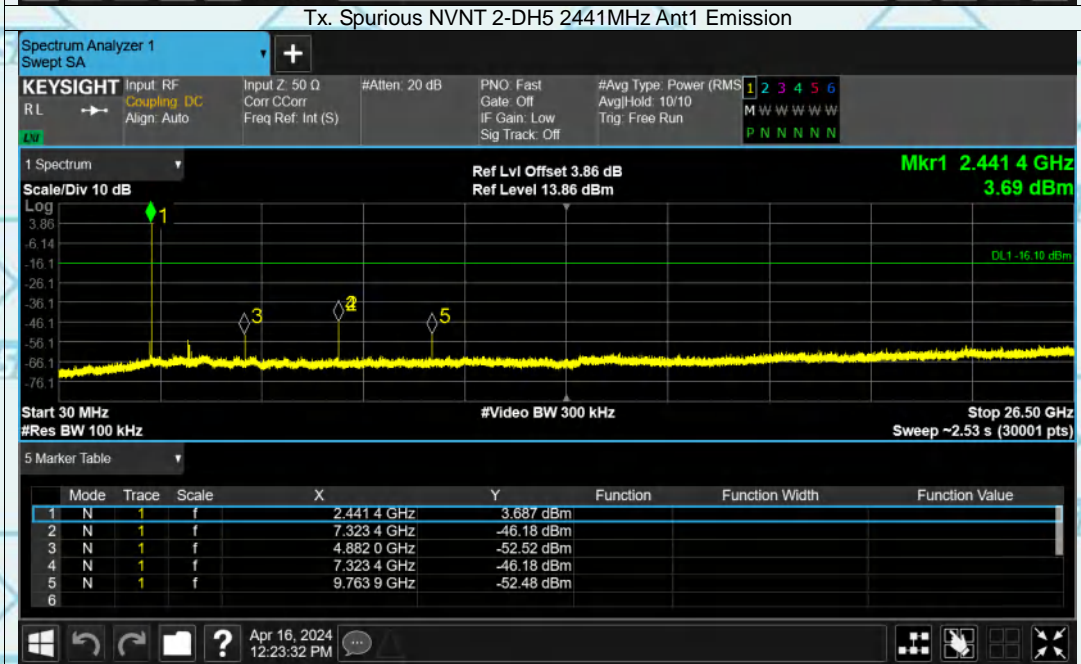 Tx. Spurious NVNT 2-DH5 2441MHz Ant1 Emission
Spectrum Analyzer 1
Swept SA
+
KEYSIGHT Input: RF Input Z: 50 Ω #Atten: 20 dB PNO: Fast #Avg Type: Power (RMS 1 2 3 4 5 6
RL Coupling: DC Corr CCorr Gate: Off Avg|Hold: 10/10 M W W W W W
Align: Auto Freq Ref: Int (S) IF Gain: Low Trig: Free Run
LXI Sig Track: Off P N N N N N
1 Spectrum Ref Lvl Offset 3.86 dB Mkr1 2.441 4 GHz
Scale/Div 10 dB Ref Level 13.86 dBm 3.69 dBm
Log
1
3.86
-6.14
-16.1 DL1 -16.10 dBm
-26.1
-36.1
3 5
-46.1
-56.1
-66.1
-76.1
Start 30 MHz #Video BW 300 kHz Stop 26.50 GHz
#Res BW 100 kHz Sweep ~2.53 s (30001 pts)
5 Marker Table
Mode Trace Scale X Y Function Function Width Function Value
1 N 1 f 2.441 4 GHz 3.687 dBm
2 N 1 f 7.323 4 GHz -46.18 dBm
3 N 1 f 4.882 0 GHz -52.52 dBm
4 N 1 f 7.323 4 GHz -46.18 dBm
5 N 1 f 9.763 9 GHz -52.48 dBm
6
? Apr 16, 2024
12:23:32 PM